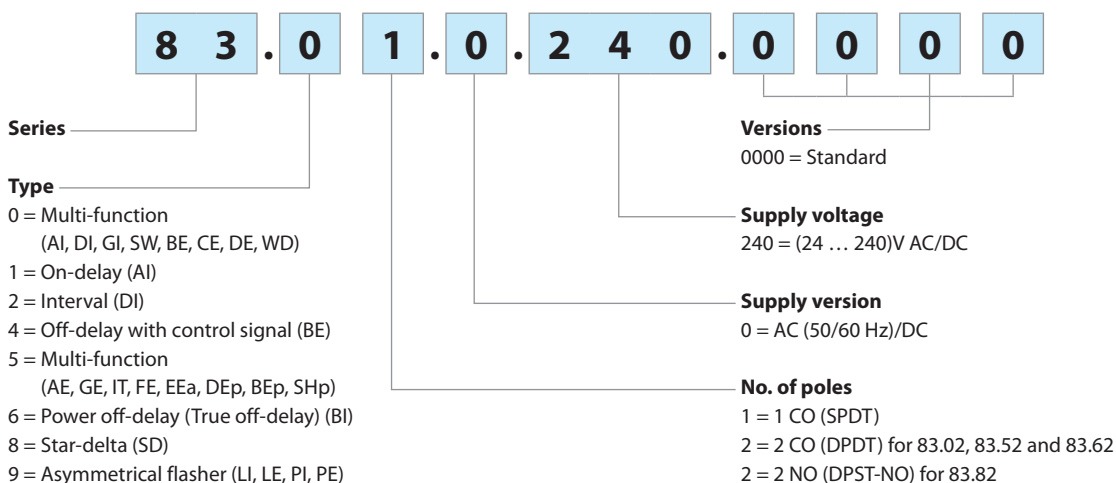 8 3 . 0 1 . 0 . 2 4 0 . 0 0 0 0
Series
Type
0 = Multi-function
(AI, DI, GI, SW, BE, CE, DE, WD)
1 = On-delay (AI)
2 = Interval (DI)
4 = Off-delay with control signal (BE)
5 = Multi-function
(AE, GE, IT, FE, EEa, DEp, BEp, SHp)
6 = Power off-delay (True off-delay) (BI)
8 = Star-delta (SD)
9 = Asymmetrical flasher (LI, LE, PI, PE)
Versions
0000 = Standard
Supply voltage
240 = (24 … 240)V AC/DC
Supply version
0 = AC (50/60 Hz)/DC
No. of poles
1 = 1 CO (SPDT)
2 = 2 CO (DPDT) for 83.02, 83.52 and 83.62
2 = 2 NO (DPST-NO) for 83.82